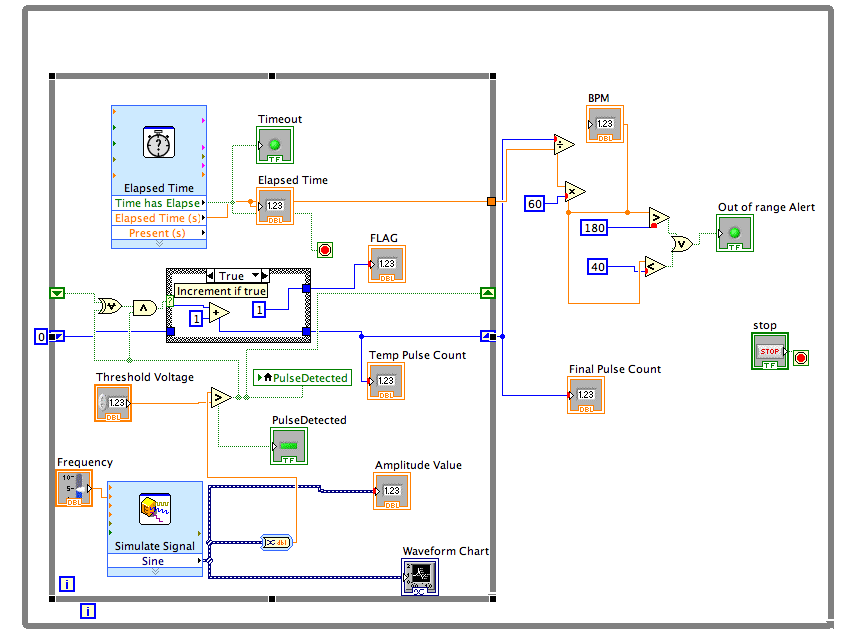 BPM
1.23
DBL
Timeout
TF
Elapsed Time
Time has Elapse
Elapsed Time (s)
Present (s)
Elapsed Time
1.23
DBL
60
180
40
Out of range Alert
TF
FLAG
1.23
DBL
True
Increment if true
1
1
0
stop
STOP
TF
Temp Pulse Count
1.23
DBL
Final Pulse Count
1.23
DBL
PulseDetected
Threshold Voltage
1.23
DBL
PulseDetected
TF
Frequency
10
5
DBL
Simulate Signal
Sine
dbl
Amplitude Value
1.23
DBL
Waveform Chart
i
i